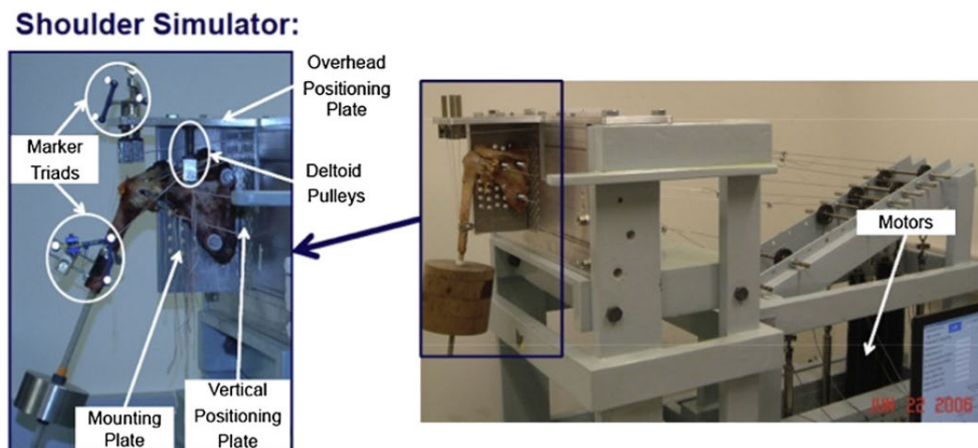 Shoulder Simulator:
Overhead
Positioning
Plate
Marker
Triads
Deltoid
Pulleys
Motors
Mounting
Plate
Vertical
Positioning
Plate
JUN 22 2006